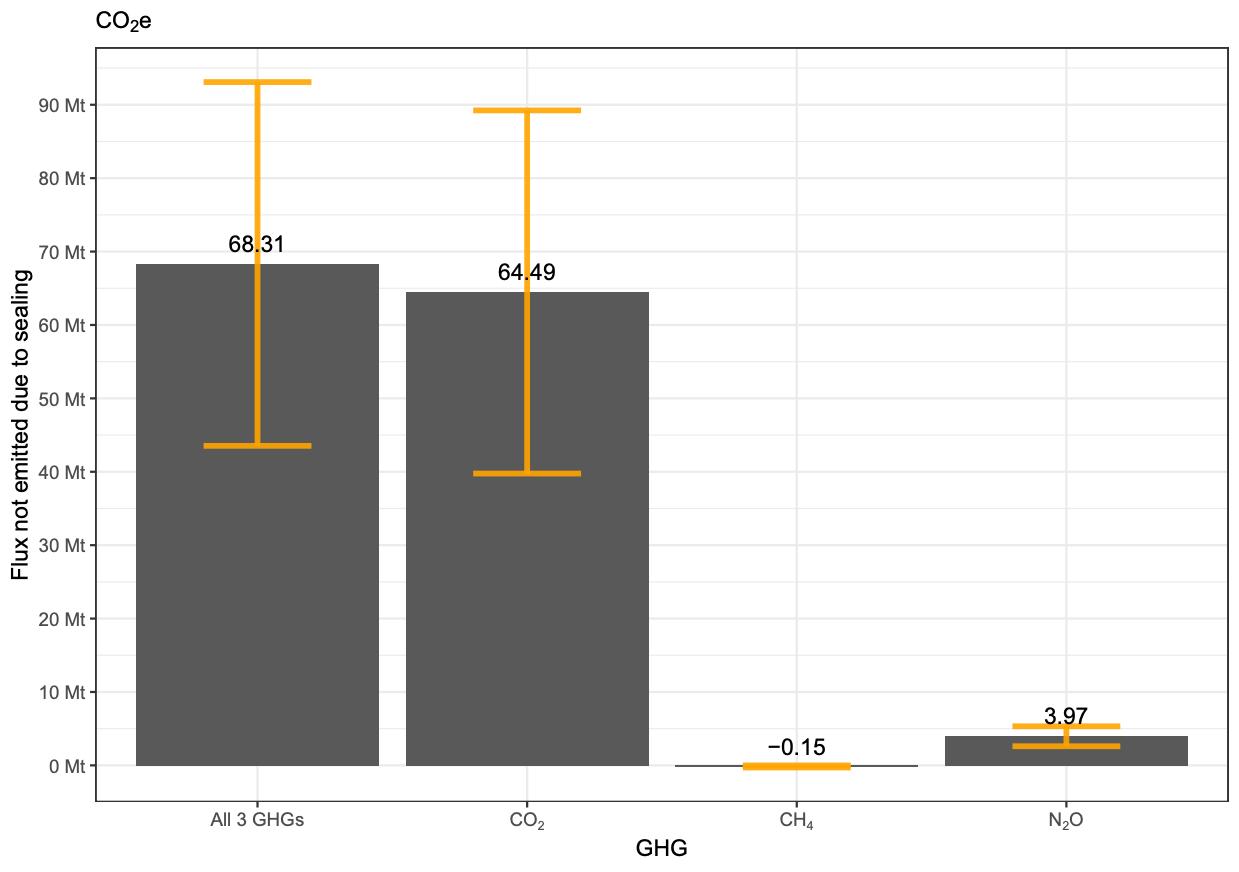 CO₂e
Flux not emitted due to sealing
90 Mt
80 Mt
70 Mt
60 Mt
50 Mt
40 Mt
30 Mt
20 Mt
10 Mt
0 Mt
68.31
64.49
−0.15
3.97
All 3 GHGs
CO₂
CH₄
N₂O
GHG